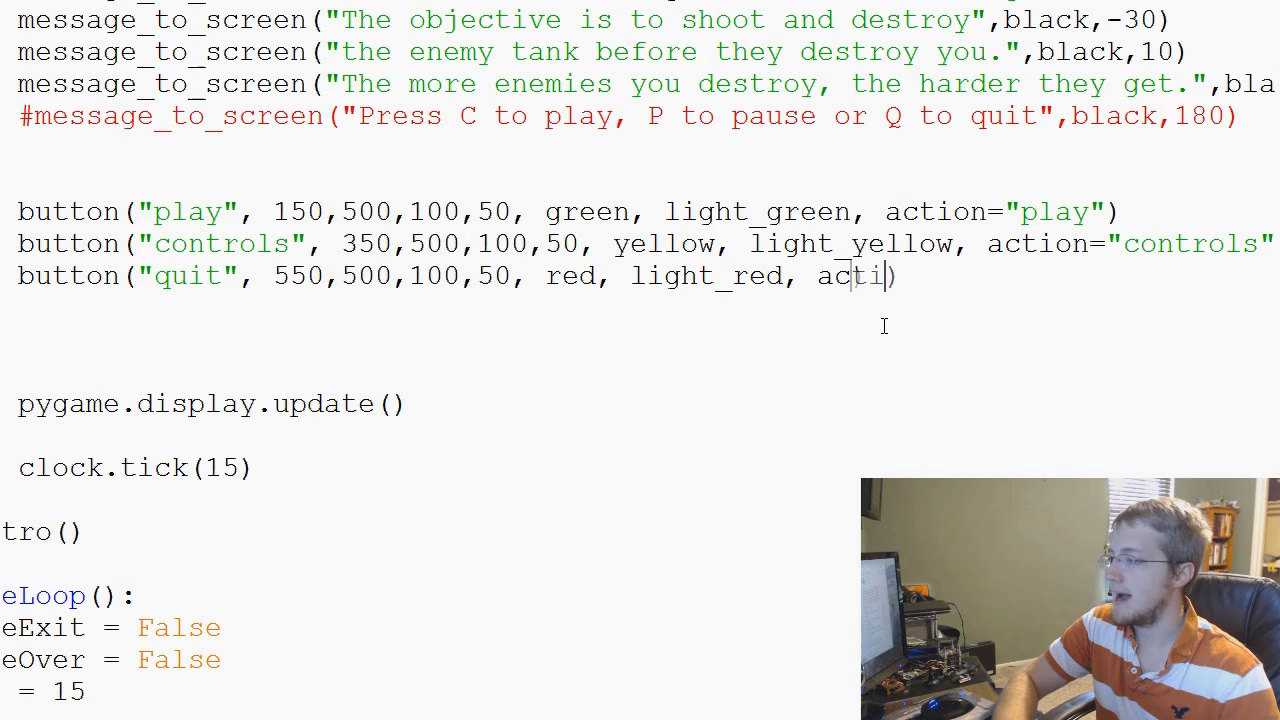 message_to_screen("The objective is to shoot and destroy",black,-30)
message_to_screen("the enemy tank before they destroy you.",black,10)
message_to_screen("The more enemies you destroy, the harder they get.",bla
#message_to_screen("Press C to play, P to pause or Q to quit",black,180)
button("play", 150,500,100,50, green, light_green, action="play")
button("controls", 350,500,100,50, yellow, light_yellow, action="controls"
button("quit", 550,500,100,50, red, light_red, acti)
pygame.display.update()
clock.tick(15)
tro()
eLoop():
eExit = False
eOver = False
= 15